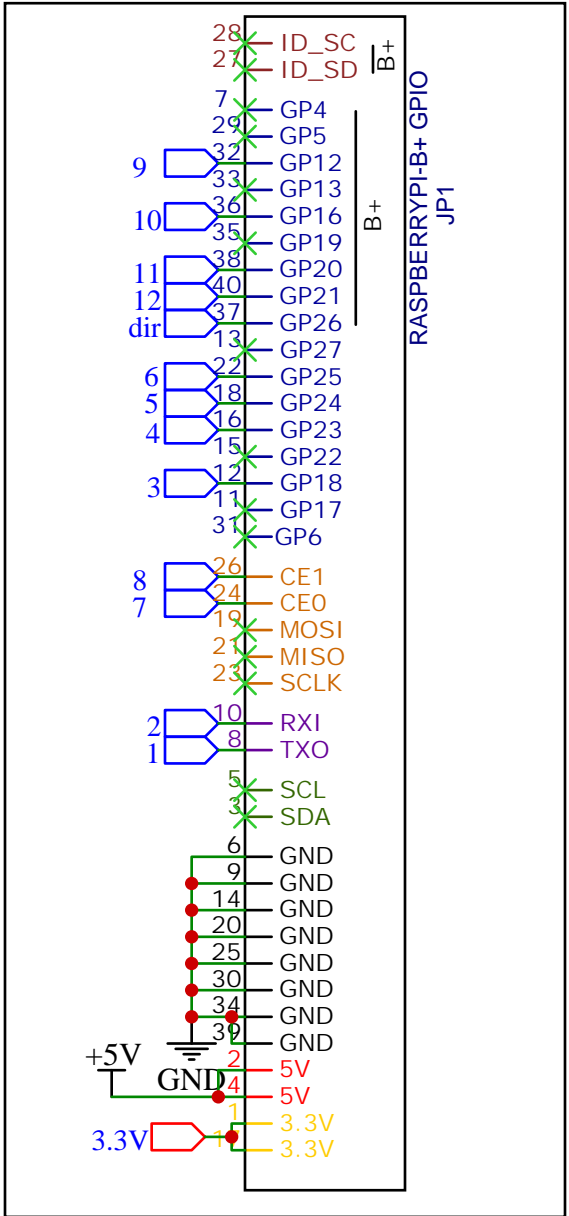 28 ID_SC
27 ID_SD
B+
7 GP4
29 GP5
9 32 GP12
33 GP13
10 36 GP16
35 GP19
11 38 GP20
12 40 GP21
dir 37 GP26
13 GP27
6 22 GP25
5 18 GP24
4 16 GP23
15 GP22
3 12 GP18
11 GP17
31 GP6
B+
RASPBERRYPI-B+ GPIO
JP1
8 26 CE1
7 24 CE0
19 MOSI
21 MISO
23 SCLK
2 10 RXI
1 8 TXO
5 SCL
3 SDA
6 GND
9 GND
14 GND
20 GND
25 GND
30 GND
34 GND
39 GND
+5V
GND
2 5V
4 5V
1 3.3V
3.3V
3.3V